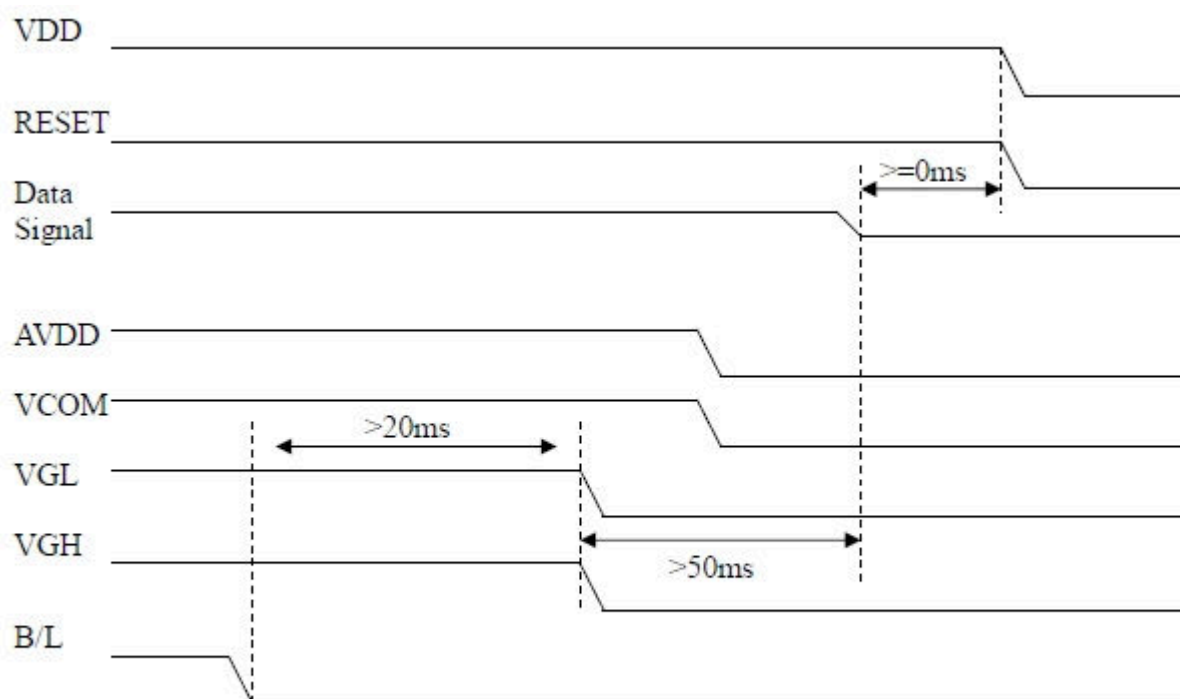 VDD
RESET
>=0ms
Data
Signal
AVDD
VCOM
>20ms
VGL
VGH
>50ms
B/L